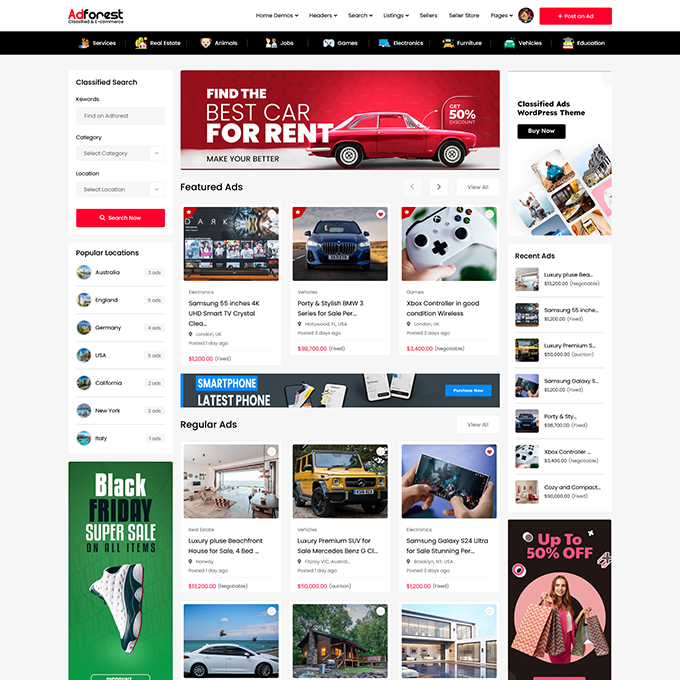 Adforest
Classified & E-commerce
Home Demos
Headers
Search
Listings
Sellers
Seller Store
Pages
+ Post an Ad
Services
Real Estate
Animals
Jobs
Games
Electronics
Furniture
Vehicles
Education
Classified Search
Kewords
Find on Adforest
Category
Select Category
Location
Select Location
Search Now
Popular Locations
Australia
3 ads
England
5 ads
Germany
4 ads
USA
6 ads
California
2 ads
New York
2 ads
Italy
1 ads
Black
FRIDAY
SUPER SALE
ON ALL ITEMS
DISCOUNT
FIND THE
BEST CAR
FOR RENT
MAKE YOUR BETTER
GET
50%
DISCOUNT
Featured Ads
View All
DARK
Electronics
Samsung 55 inches 4K
UHD Smart TV Crystal
Clea...
London, UK
Posted 1 day ago
$1,200.00 (Fixed)
Vehicles
Porty & Stylish BMW 3
Series for Sale Per...
Hollywood, FL, USA
Posted 3 days ago
$98,700.00 (Fixed)
Games
Xbox Controller in good
condition Wireless
London, UK
Posted 3 days ago
$3,400.00 (Negotiable)
SMARTPHONE
LATEST PHONE
Purchase Now
Regular Ads
View All
Real Estate
Luxury pluse Beachfront
House for Sale, 4 Bed ...
Norway
Posted 1 day ago
$13,200.00 (Negotiable)
Vehicles
Luxury Premium SUV for
Sale Mercedes Benz G Cl...
Fitzroy VIC, Australi...
Posted 1 day ago
$50,000.00 (auction)
Electronics
Samsung Galaxy S24 Ultra
for Sale Stunning Per...
Brooklyn, NY, USA
Posted 1 day ago
$1,200.00 (Fixed)
Classified Ads
WordPress Theme
Buy Now
Recent Ads
Luxury pluse Bea...
$13,200.00 (Negotiable)
Samsung 55 inche...
$1,200.00 (Fixed)
Luxury Premium S...
$50,000.00 (auction)
Samsung Galaxy S...
$1,200.00 (Fixed)
Porty & Sty...
$98,700.00 (Fixed)
Xbox Controller ...
$3,400.00 (Negotiable)
Cozy and Compact...
$90,000.00 (Fixed)
Up To
50% OFF